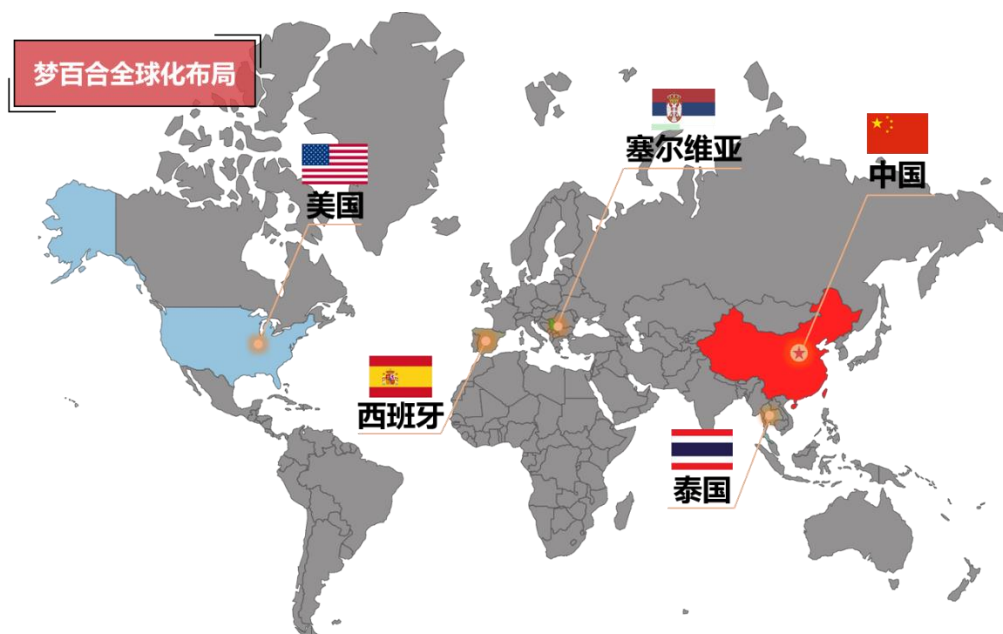 梦百合全球化布局
塞尔维亚
中国
美国
西班牙
泰国